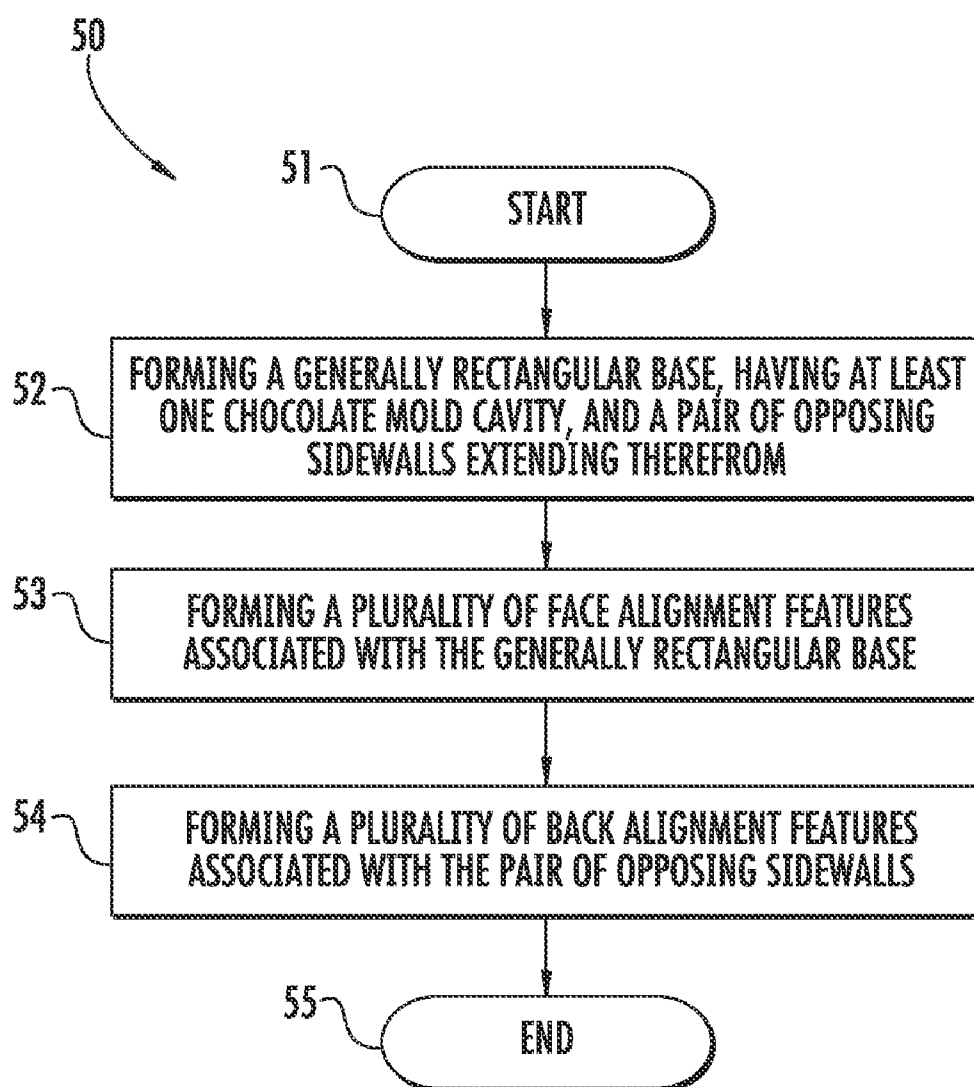 50
51
START
52
FORMING A GENERALLY RECTANGULAR BASE, HAVING AT LEAST
ONE CHOCOLATE MOLD CAVITY, AND A PAIR OF OPPOSING
SIDEWALLS EXTENDING THEREFROM
53
FORMING A PLURALITY OF FACE ALIGNMENT FEATURES
ASSOCIATED WITH THE GENERALLY RECTANGULAR BASE
54
FORMING A PLURALITY OF BACK ALIGNMENT FEATURES
ASSOCIATED WITH THE PAIR OF OPPOSING SIDEWALLS
55
END